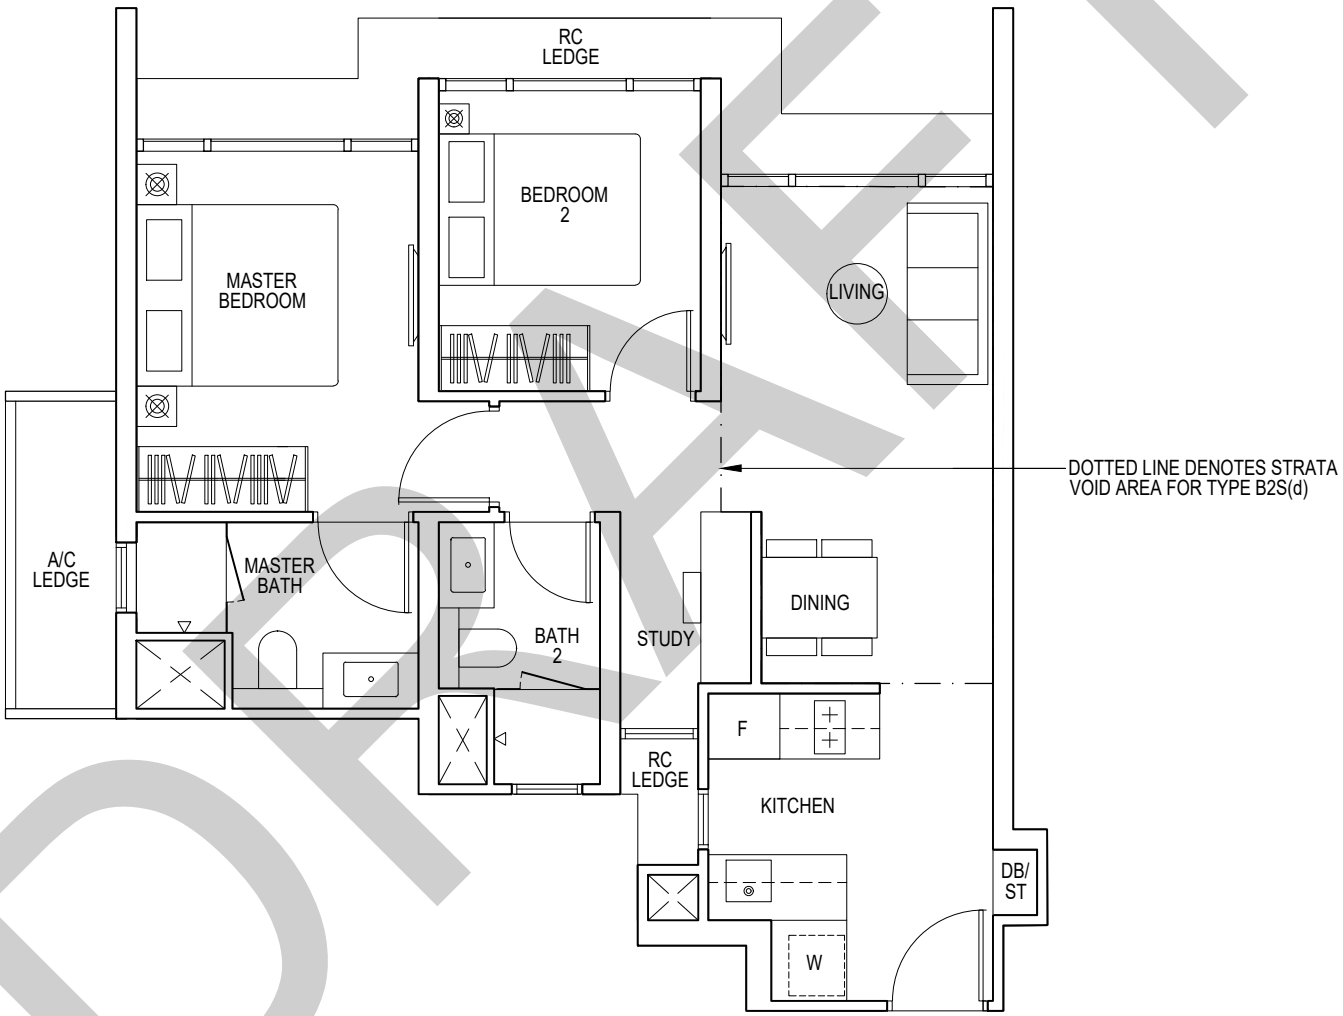 RC
LEDGE
BEDROOM
2
MASTER
BEDROOM
LIVING
DOTTED LINE DENOTES STRATA
VOID AREA FOR TYPE B2S(d)
A/C
LEDGE
MASTER
BATH
BATH
2
STUDY
DINING
F
RC
LEDGE
KITCHEN
DB/
ST
W
DRAFT